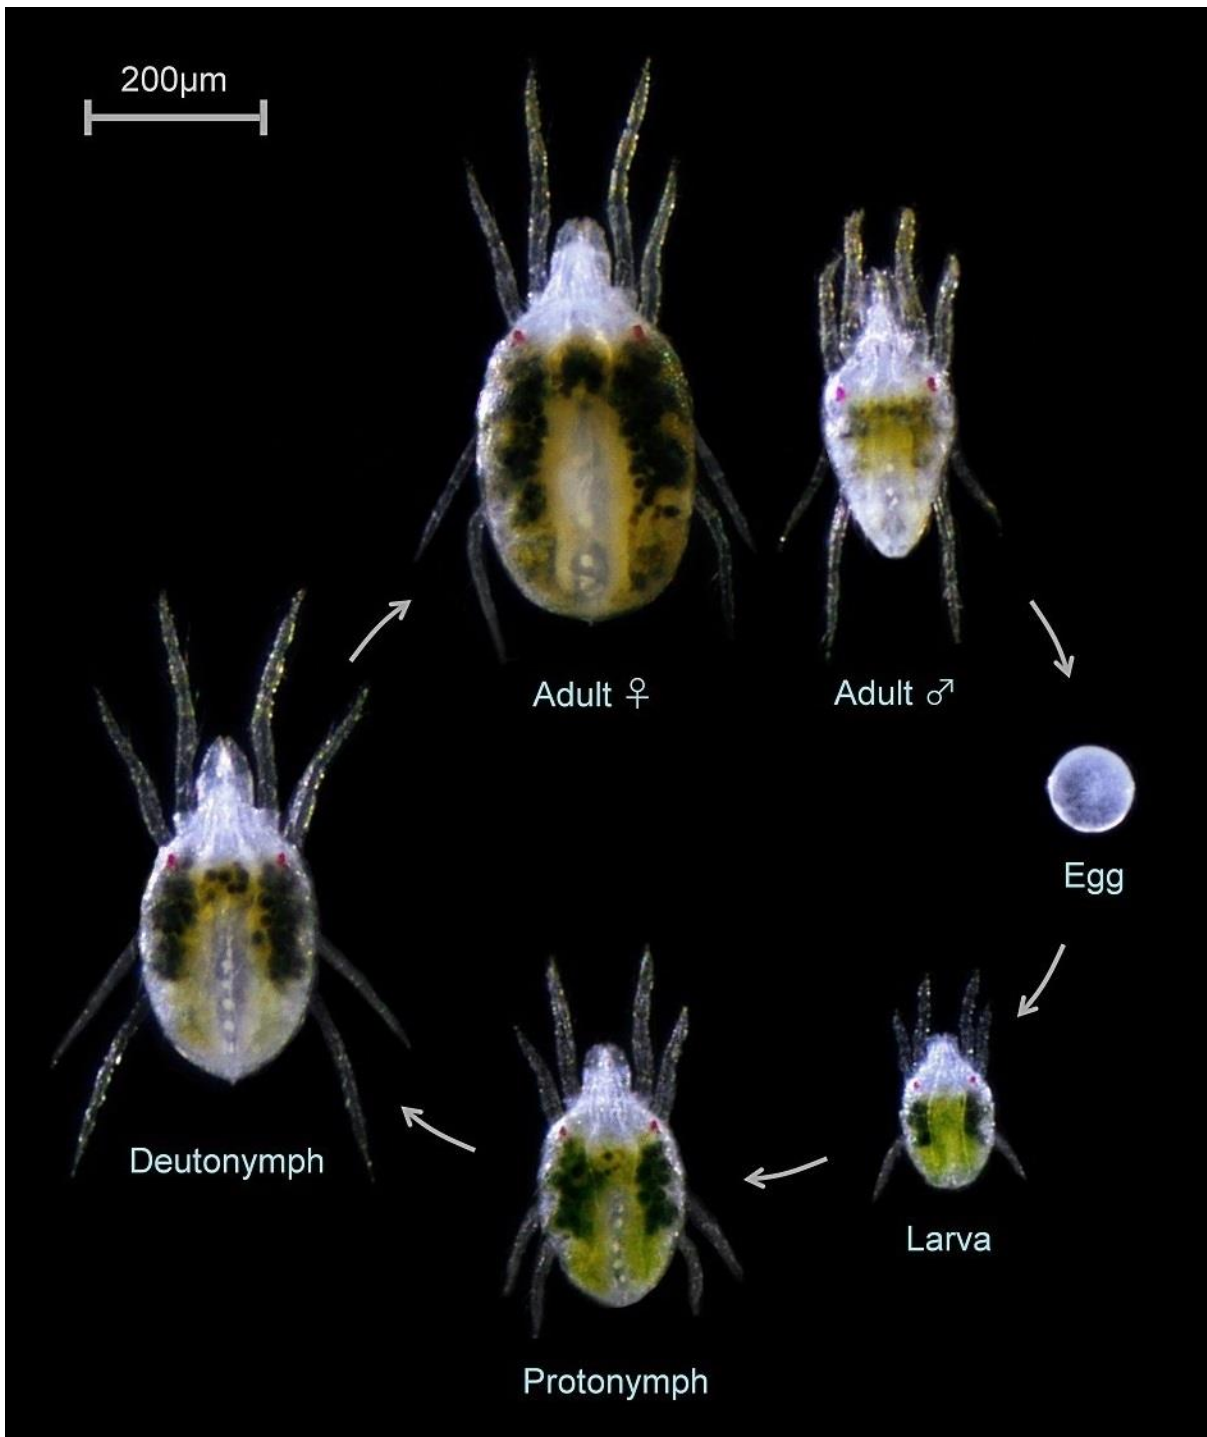 200μm
Adult ♀
Adult ♂
Egg
Larva
Protonymph
Deutonymph